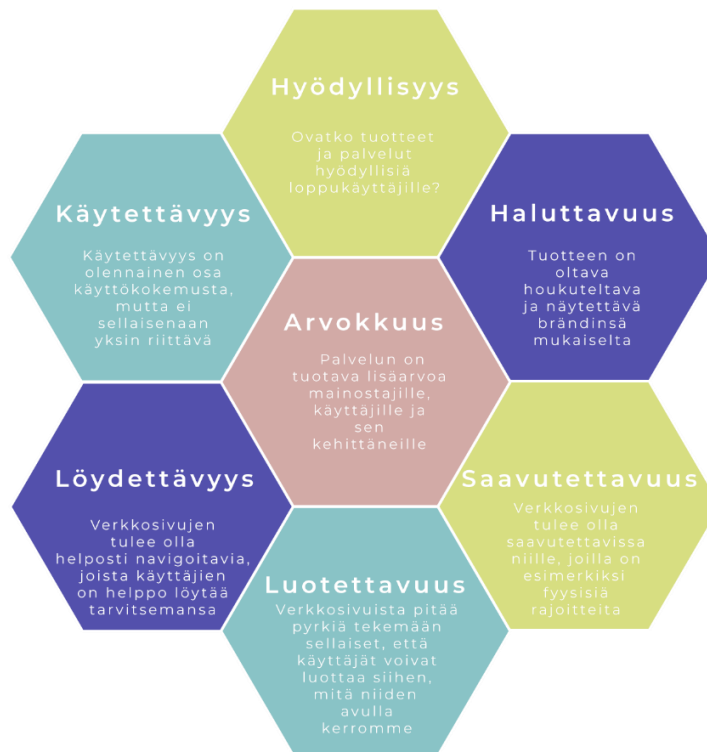 Hyödyllisyys
Ovatko tuotteet
ja palvelut
hyödyllisiä
loppukäyttäjille?
Käytettävyys
Käytettävyys on
olennainen osa
käyttökokemusta,
mutta ei
sellaisenaan
yksin riittävä
Haluttavuus
Tuotteen on
oltava
houkuteltava
ja näytettävä
brändinsä
mukaiselta
Arvokkuus
Palvelun on
tuotava lisäarvoa
mainostajille,
käyttäjille ja
sen
kehittäneille
Löydettävyys
Verkkosivujen
tulee olla
helposti navigoitavia,
joista käyttäjien
on helppo löytää
tarvitsemansa
Saavutettavuus
Verkkosivujen
tulee olla
saavutettavissa
niille, joilla on
esimerkiksi
fyysisiä
rajoitteita
Luotettavuus
Verkkosivuista pitää
pyrkiä tekemään
sellaiset, että
käyttäjät voivat
luottaa siihen,
mitä niiden
avulla
kerromme